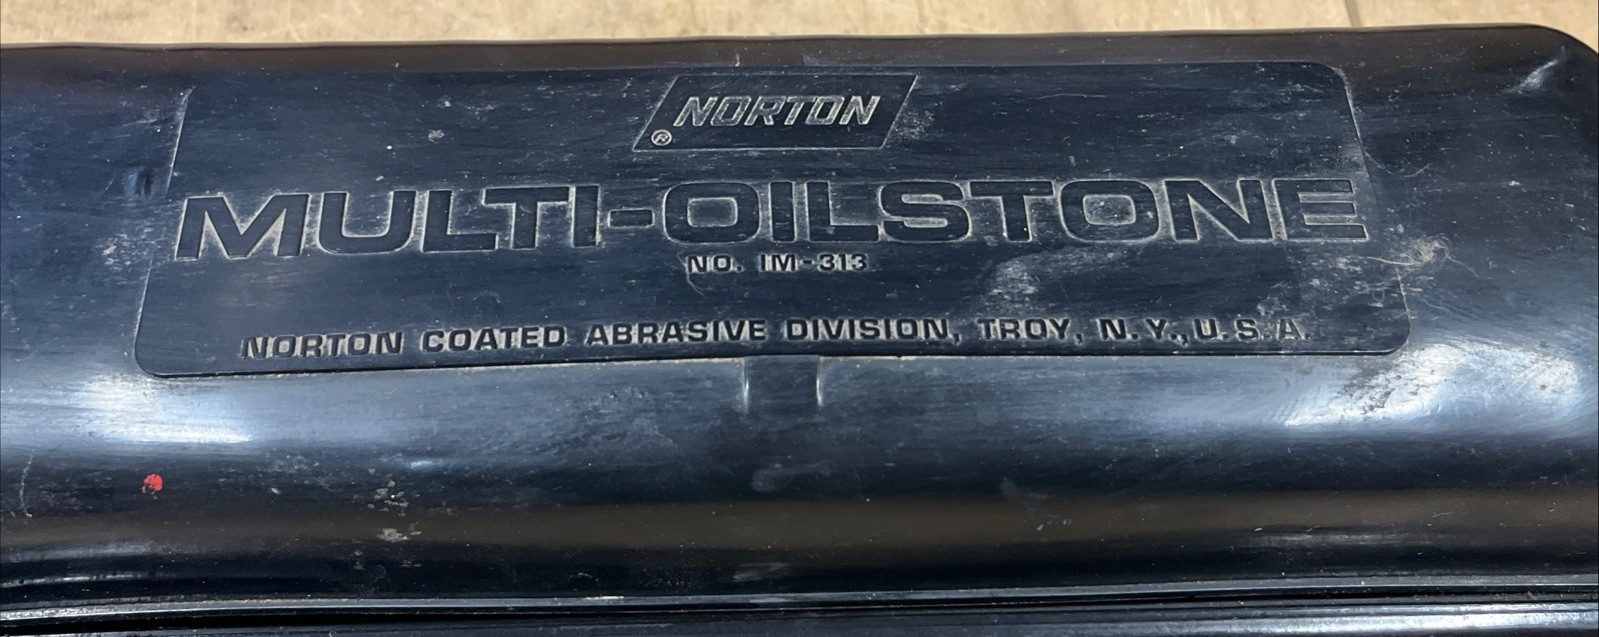 NORTON
®
MULTI-OILSTONE
NO. IM-313
NORTON COATED ABRASIVE DIVISION, TROY, N.Y., U.S.A.